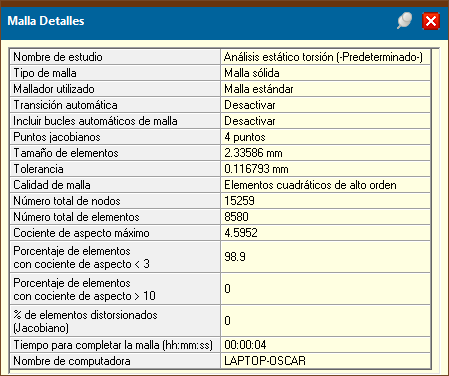 Malla Detalles
Nombre de estudio Análisis estático torsión (-Predeterminado-)
Tipo de malla Malla sólida
Mallador utilizado Malla estándar
Transición automática Desactivar
Incluir bucles automáticos de malla Desactivar
Puntos jacobianos 4 puntos
Tamaño de elementos 2.33586 mm
Tolerancia 0.116793 mm
Calidad de malla Elementos cuadráticos de alto orden
Número total de nodos 15259
Número total de elementos 8580
Cociente de aspecto máximo 4.5952
Porcentaje de elementos
con cociente de aspecto < 3 98.9
Porcentaje de elementos
con cociente de aspecto > 10 0
% de elementos distorsionados
(Jacobiano) 0
Tiempo para completar la malla (hh:mm:ss) 00:00:04
Nombre de computadora LAPTOP-OSCAR